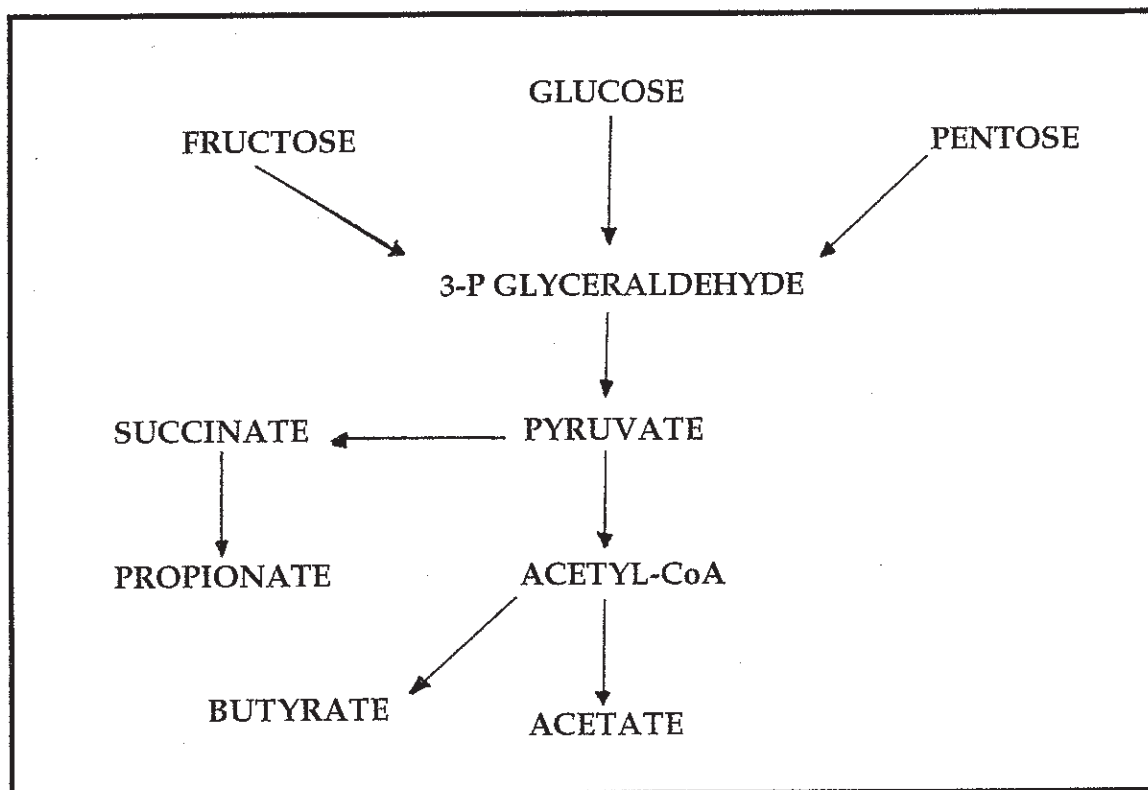 GLUCOSE
FRUCTOSE
PENTOSE
3-P GLYCERALDEHYDE
SUCCINATE
PYRUVATE
PROPIONATE
ACETYL-CoA
BUTYRATE
ACETATE